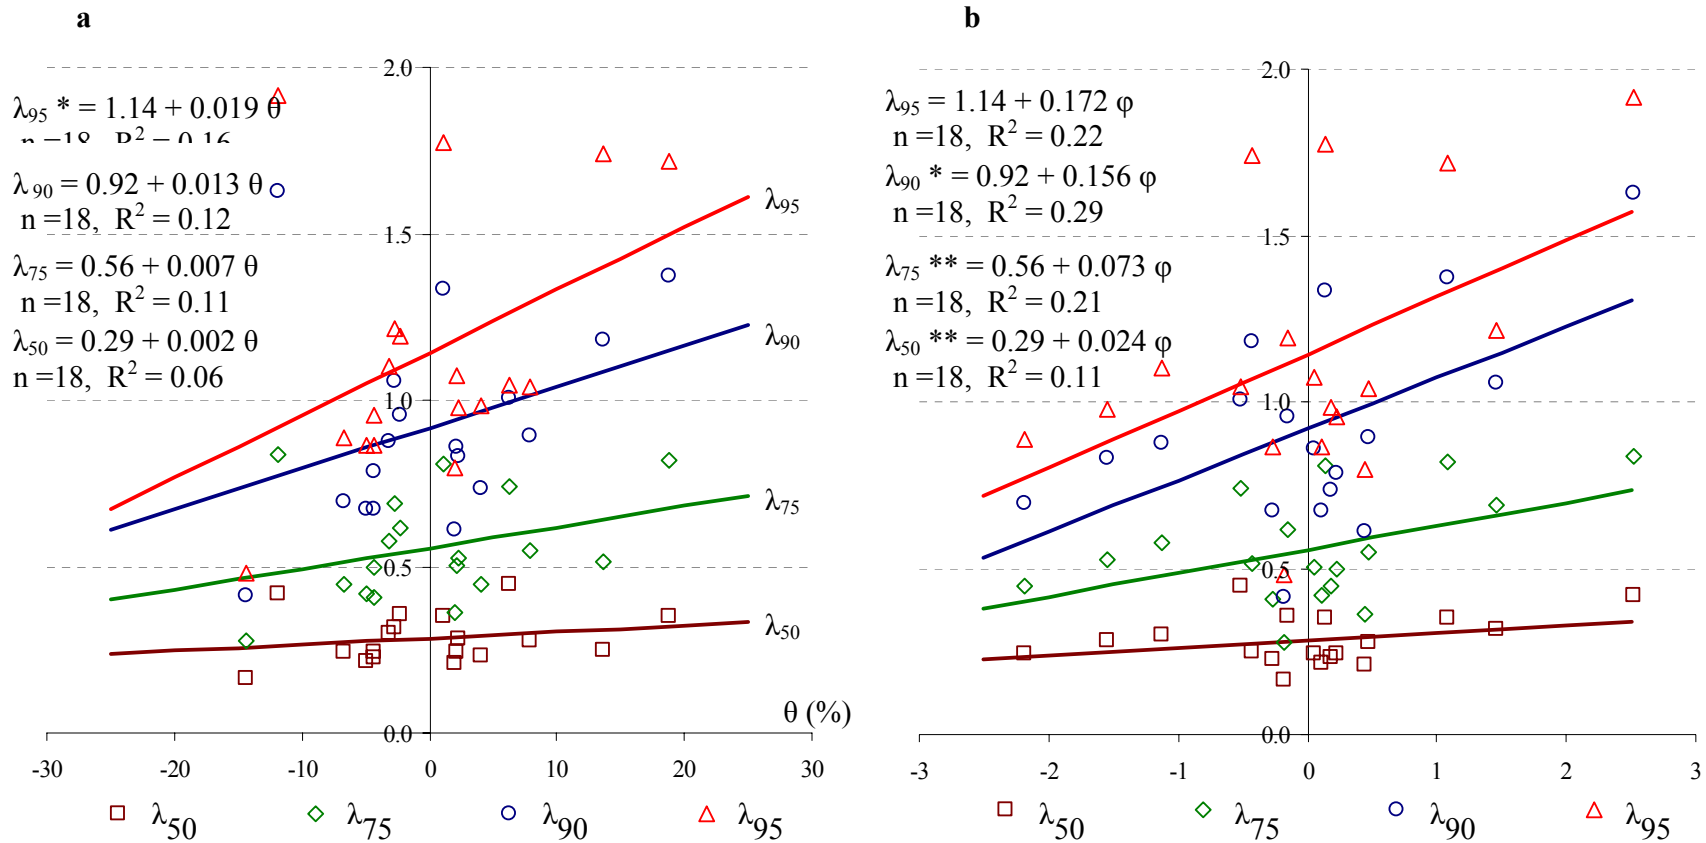 a
2.0
λ95 * = 1.14 + 0.019 θ
n =18, R2 = 0.16
λ90 = 0.92 + 0.013 θ
n =18, R2 = 0.12
λ75 = 0.56 + 0.007 θ
n =18, R2 = 0.11
λ50 = 0.29 + 0.002 θ
n =18, R2 = 0.06
1.5
1.0
0.5
0.0
λ95
λ90
λ75
λ50
θ (%)
-30 -20 -10 0 10 20 30
λ50 λ75 λ90 λ95
b
2.0
λ95 = 1.14 + 0.172 φ
n =18, R2 = 0.22
λ90 * = 0.92 + 0.156 φ
n =18, R2 = 0.29
λ75 ** = 0.56 + 0.073 φ
n =18, R2 = 0.21
λ50 ** = 0.29 + 0.024 φ
n =18, R2 = 0.11
1.5
1.0
0.5
0.0
-3 -2 -1 0 1 2 3
λ50 λ75 λ90 λ95